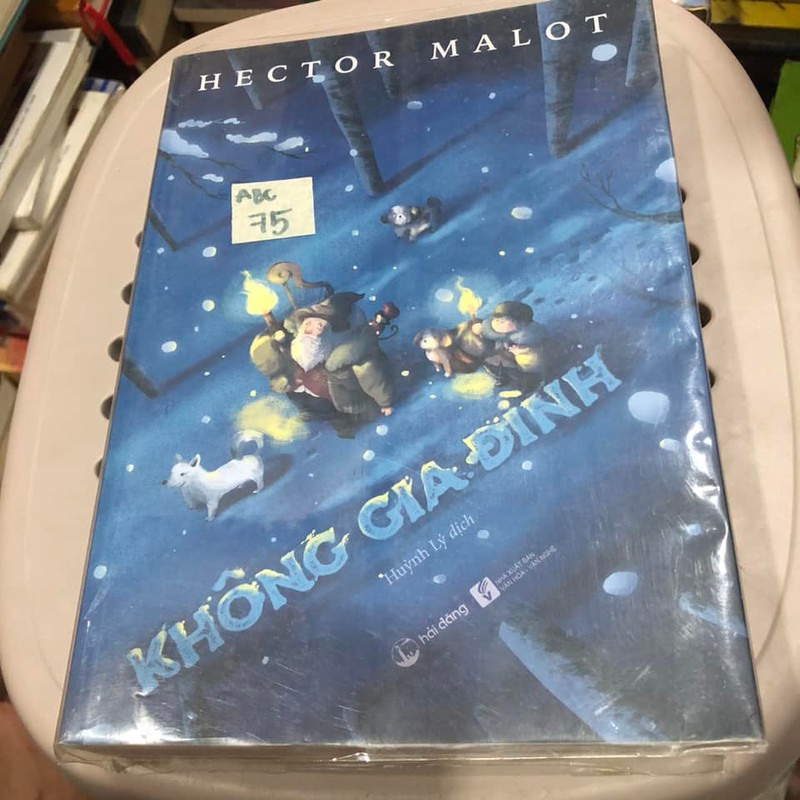 HECTOR MALOT
ABC
75
KHÔNG GIA ĐÌNH
Huỳnh Lý dịch
hải đăng
NHÀ XUẤT BẢN
VĂN HÓA - VĂN NGHỆ